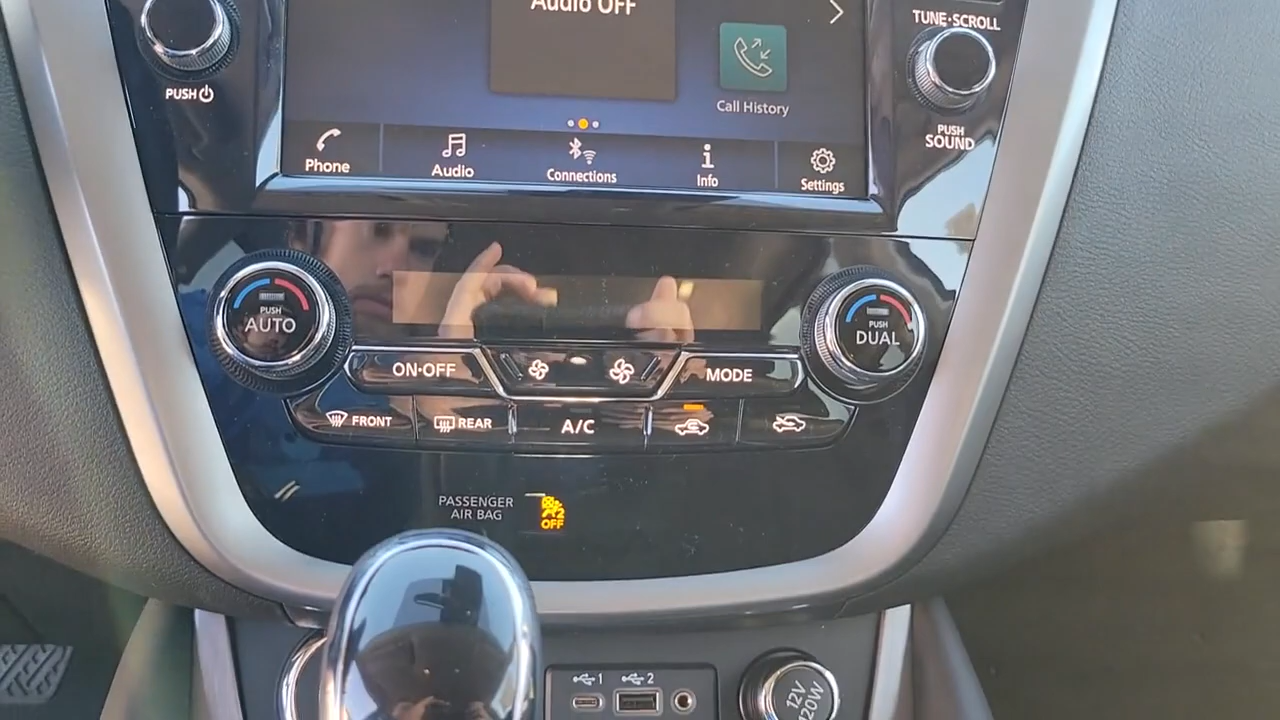 Audio OFF
TUNE·SCROLL
PUSH
Call History
PUSH
SOUND
Phone
Audio
Connections
Info
Settings
PUSH
AUTO
PUSH
DUAL
ON·OFF
MODE
FRONT
REAR
A/C
PASSENGER
AIR BAG
2
OFF
1
2
12V
120W